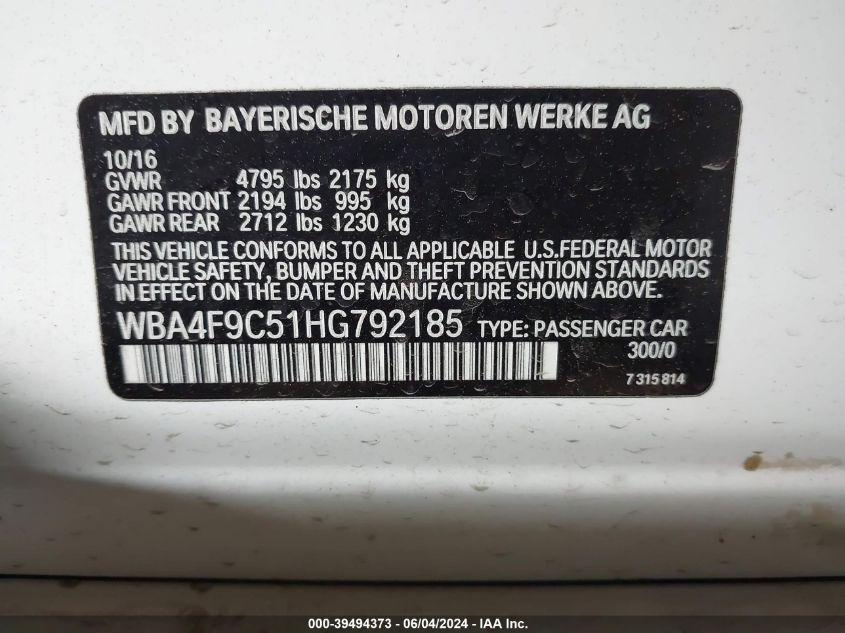 MFD BY BAYERISCHE MOTOREN WERKE AG
10/16
GVWR 4795 lbs 2175 kg
GAWR FRONT 2194 lbs 995 kg
GAWR REAR 2712 lbs 1230 kg
THIS VEHICLE CONFORMS TO ALL APPLICABLE U.S.FEDERAL MOTOR
VEHICLE SAFETY, BUMPER AND THEFT PREVENTION STANDARDS
IN EFFECT ON THE DATE OF MANUFACTURE SHOWN ABOVE.
WBA4F9C51HG792185 TYPE: PASSENGER CAR
300/0
7 315 814
000-39494373 - 06/04/2024 - IAA Inc.